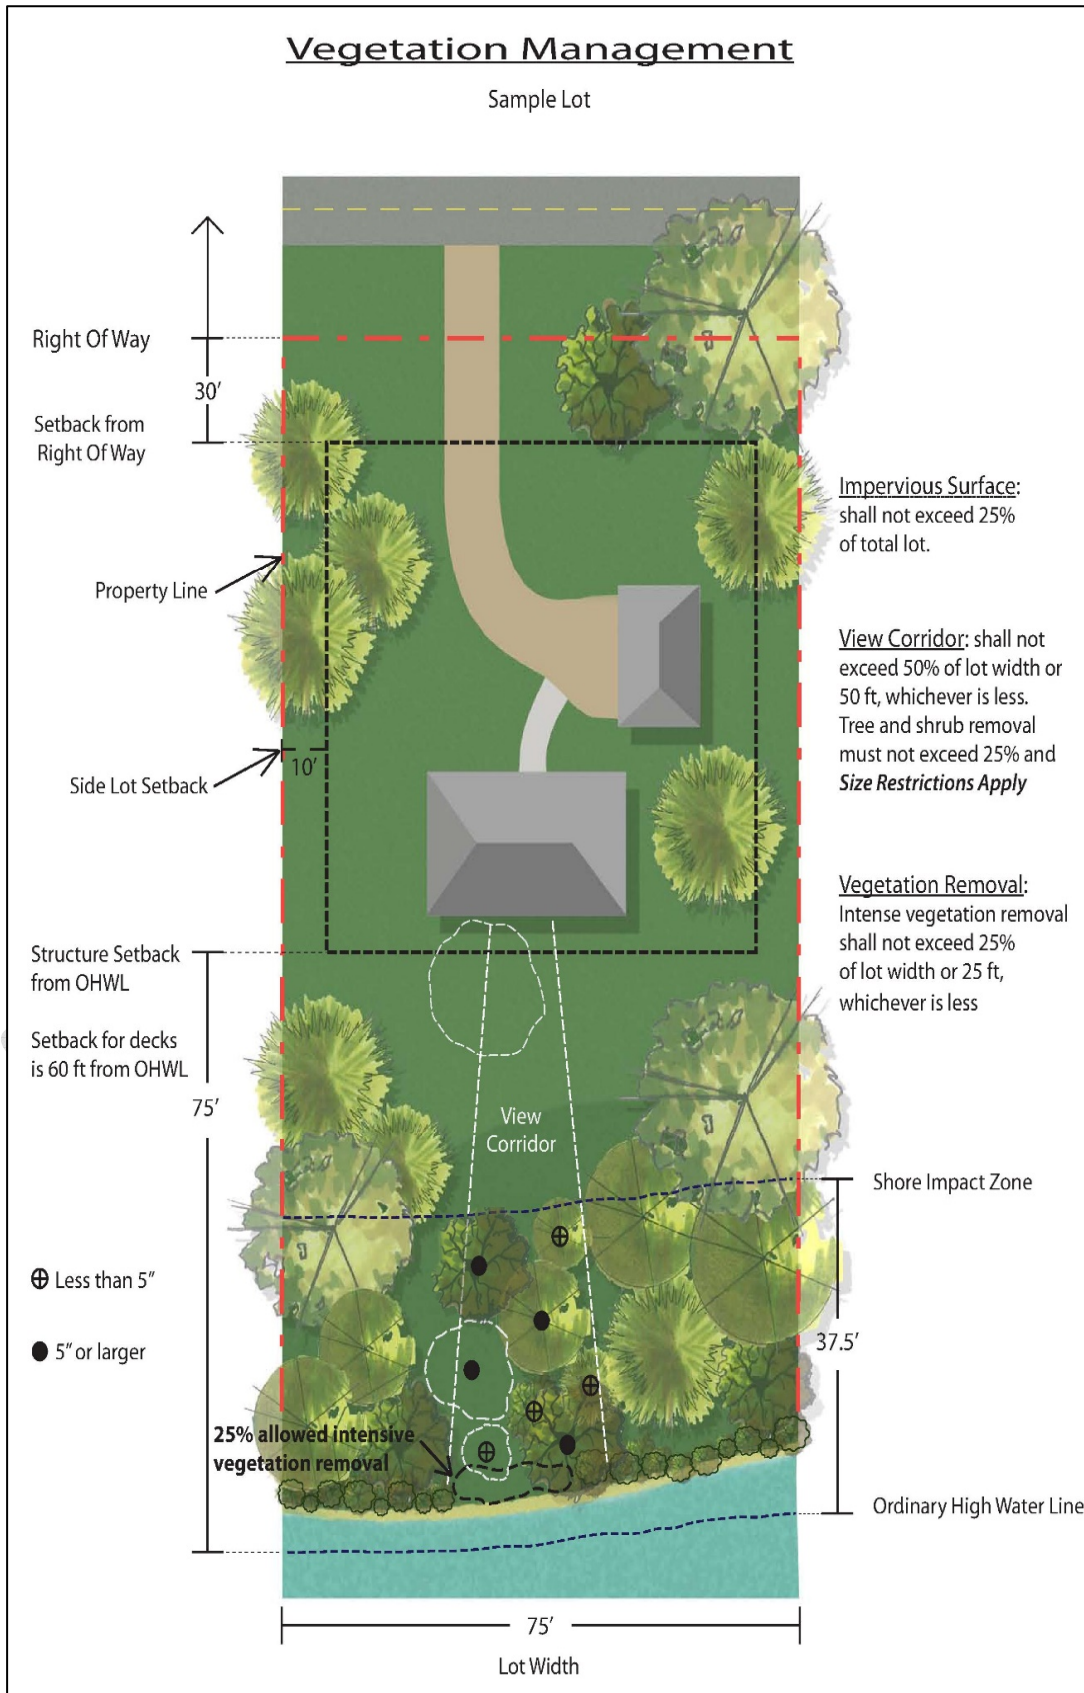 Vegetation Management
Sample Lot
Right Of Way
30’
Setback from
Right Of Way
Property Line
10’
Side Lot Setback
Impervious Surface:
shall not exceed 25%
of total lot.
View Corridor: shall not
exceed 50% of lot width or
50 ft, whichever is less.
Tree and shrub removal
must not exceed 25% and
Size Restrictions Apply
Vegetation Removal:
Intense vegetation removal
shall not exceed 25%
of lot width or 25 ft,
whichever is less
Structure Setback
from OHWL
Setback for decks
is 60 ft from OHWL
75’
View
Corridor
Shore Impact Zone
Less than 5”
5” or larger
37.5’
25% allowed intensive
vegetation removal
Ordinary High Water Line
75’
Lot Width